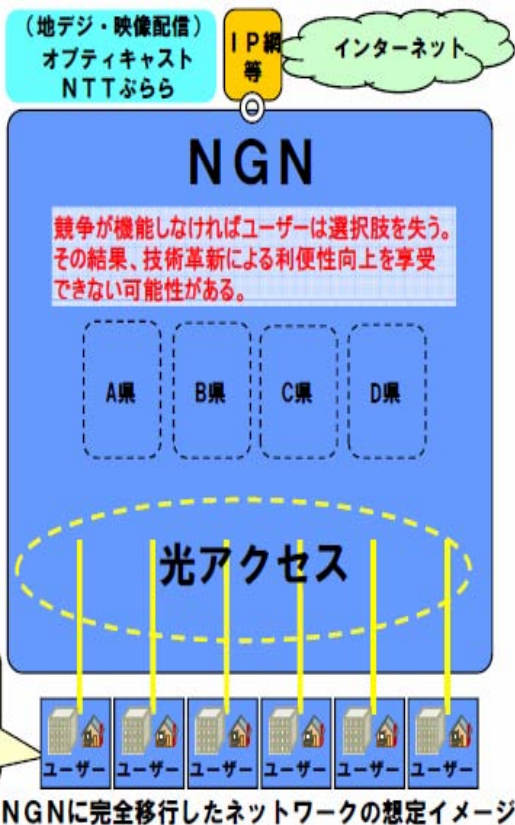 （地デジ・映像配信）
オプティキャスト
ＮＴＴぷらら
ＩＰ網
等
インターネット
ＮＧＮ
競争が機能しなければユーザーは選択肢を失う。
その結果、技術革新による利便性向上を享受
できない可能性がある。
A県 B県 C県 D県
光アクセス
ユーザー ユーザー ユーザー ユーザー ユーザー ユーザー
ＮＧＮに完全移行したネットワークの想定イメージ